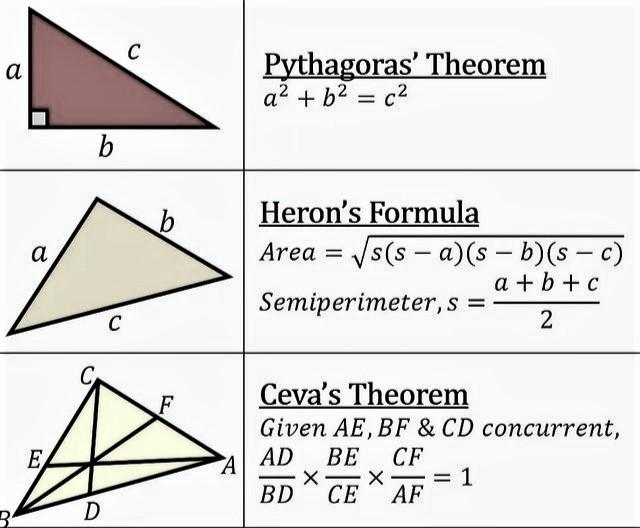 a
c
b
Pythagoras' Theorem
a² + b² = c²
a
b
c
Heron's Formula
Area = √s(s − a)(s − b)(s − c)
Semiperimeter, s = (a + b + c)/2
C
F
E
A
B
D
Ceva's Theorem
Given AE, BF & CD concurrent,
AD/BD × BE/CE × CF/AF = 1